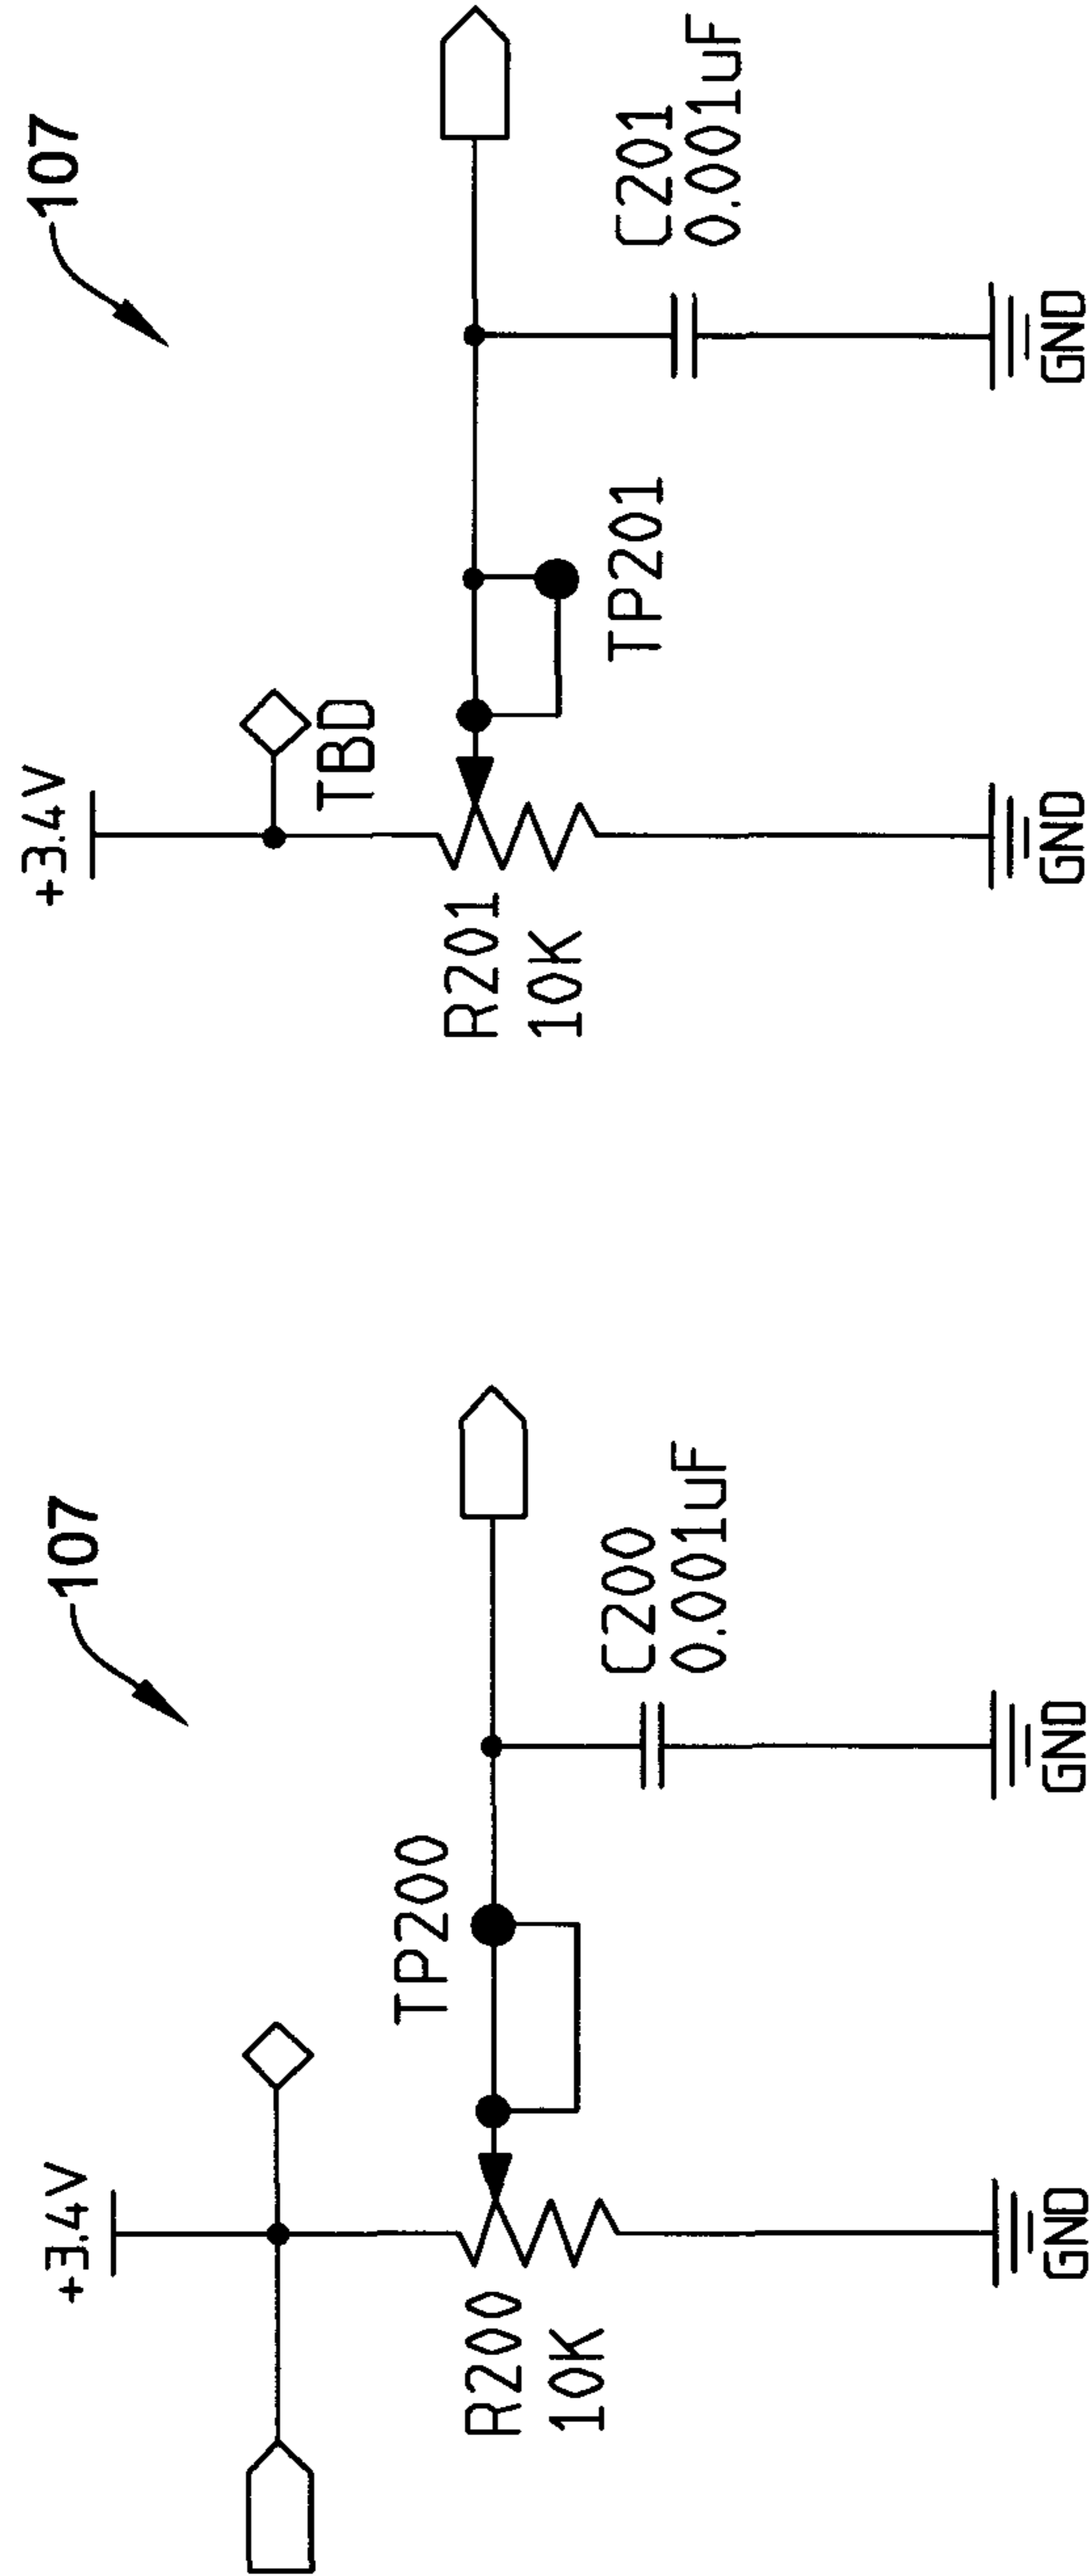 107
+3.4V
TP200
R200
10K
C200
0.001uF
GND
GND
107
+3.4V
TBD
R201
10K
TP201
C201
0.001uF
GND
GND